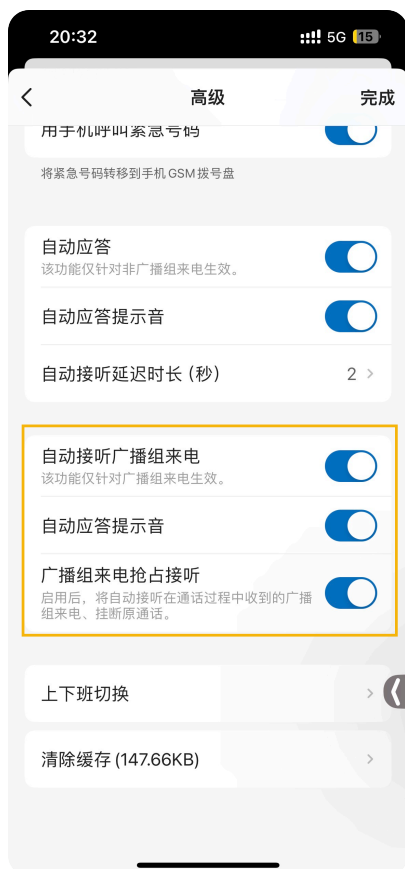 20:32
5G 15
高级
完成
用手机呼叫紧急号码
将紧急号码转移到手机 GSM 拨号盘
自动应答
该功能仅针对非广播组来电生效。
自动应答提示音
自动接听延迟时长 (秒)
2
自动接听广播组来电
该功能仅针对广播组来电生效。
自动应答提示音
广播组来电抢占接听
启用后，将自动接听在通话过程中收到的广播
组来电、挂断原通话。
上下班切换
清除缓存 (147.66KB)